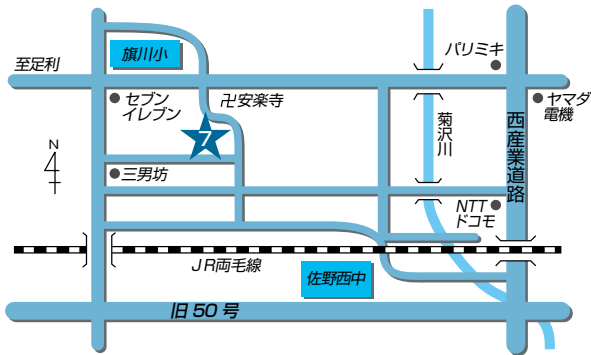 旗川小
パリミキ
至足利
セブン
イレブン
卍安楽寺
ヤマダ
電機
菊沢川
西産業道路
7
N
三男坊
NTT
ドコモ
JR両毛線
佐野西中
旧50号